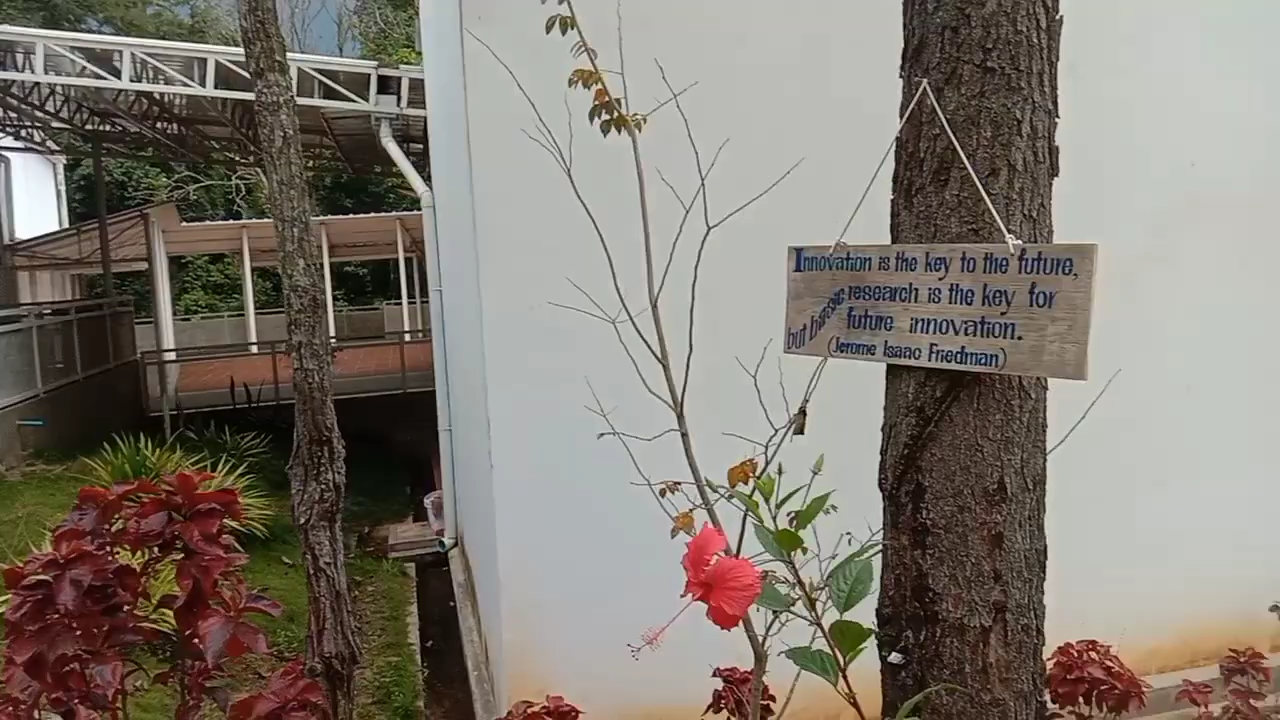 Innovation is the key to the future,
but basic research is the key for
future innovation.
(Jerome Isaac Friedman)